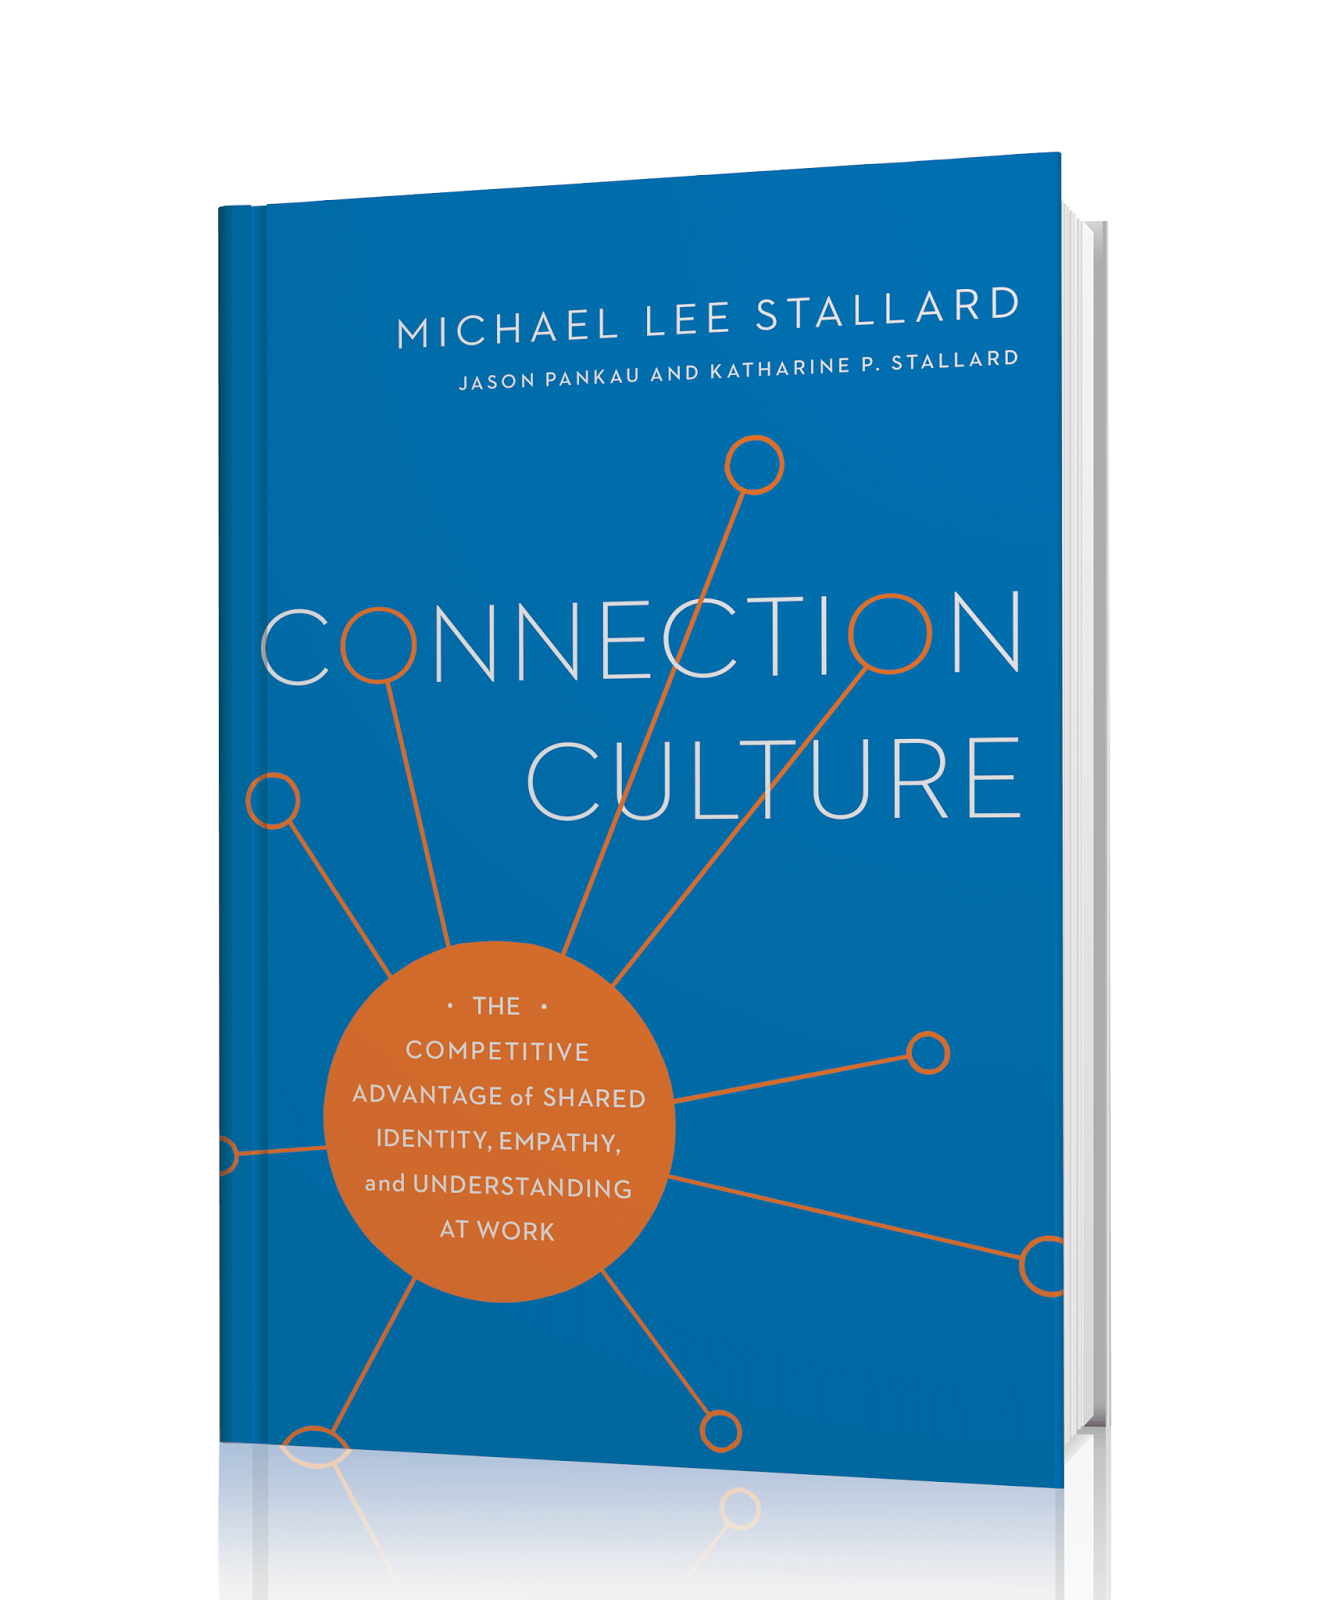 MICHAEL LEE STALLARD
JASON PANKAU AND KATHARINE P. STALLARD
CONNECTION
CULTURE
· THE ·
COMPETITIVE
ADVANTAGE of SHARED
IDENTITY, EMPATHY,
and UNDERSTANDING
AT WORK